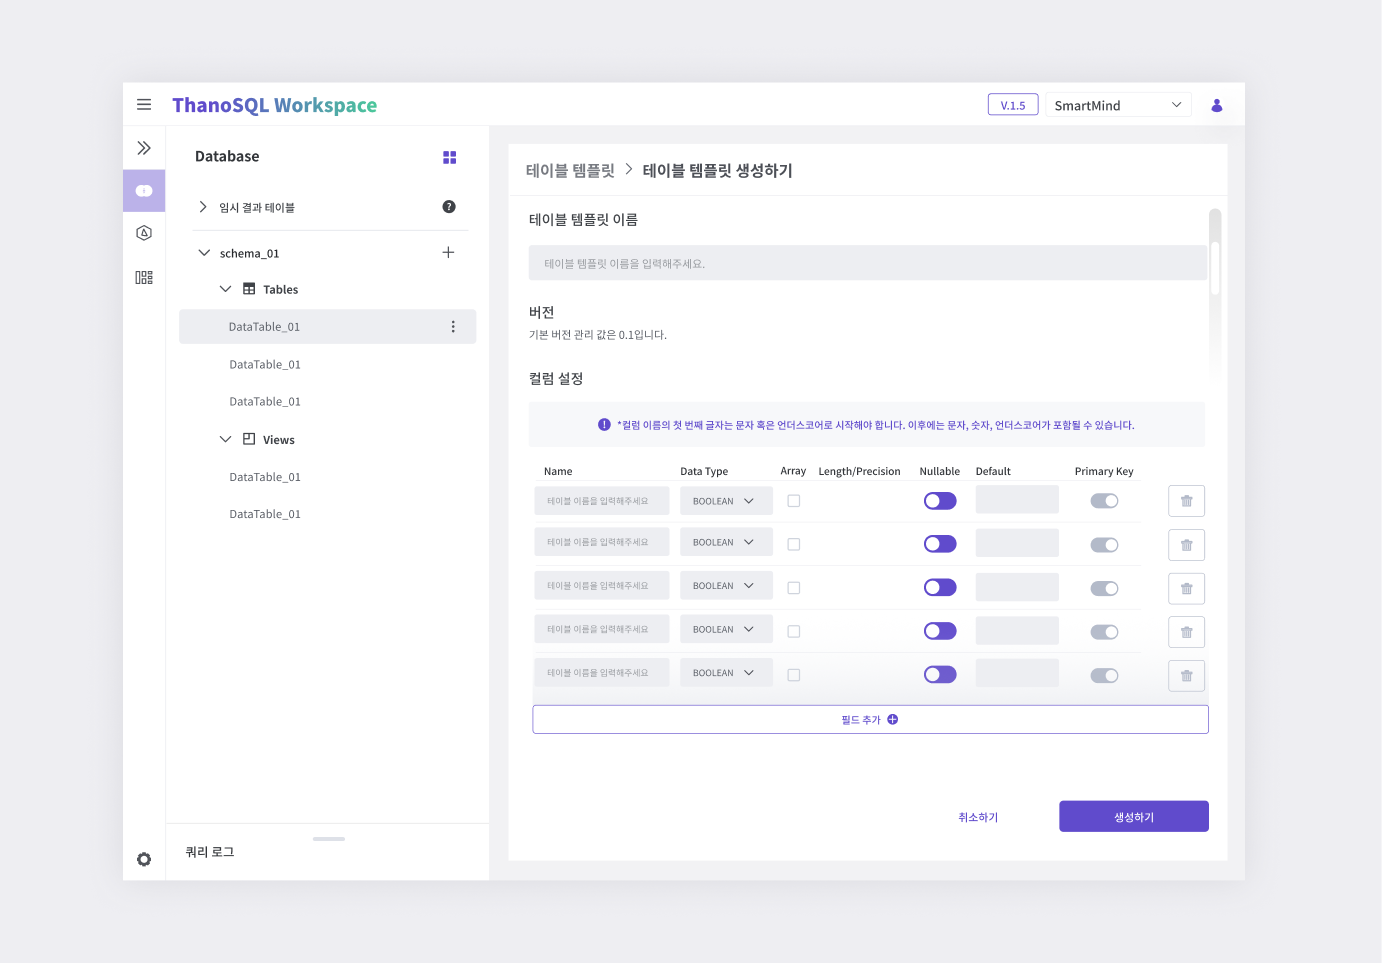 ThanoSQL Workspace
V.1.5
SmartMind
Database
임시 결과 테이블
?
schema_01
Tables
DataTable_01
DataTable_01
DataTable_01
Views
DataTable_01
DataTable_01
쿼리 로그
테이블 템플릿 > 테이블 템플릿 생성하기
테이블 템플릿 이름
테이블 템플릿 이름을 입력해주세요.
버전
기본 버전 관리 값은 0.1입니다.
컬럼 설정
! *컬럼 이름의 첫 번째 글자는 문자 혹은 언더스코어로 시작해야 합니다. 이후에는 문자, 숫자, 언더스코어가 포함될 수 있습니다.
Name Data Type Array Length/Precision Nullable Default Primary Key
테이블 이름을 입력해주세요 BOOLEAN
테이블 이름을 입력해주세요 BOOLEAN
테이블 이름을 입력해주세요 BOOLEAN
테이블 이름을 입력해주세요 BOOLEAN
테이블 이름을 입력해주세요 BOOLEAN
필드 추가
취소하기
생성하기